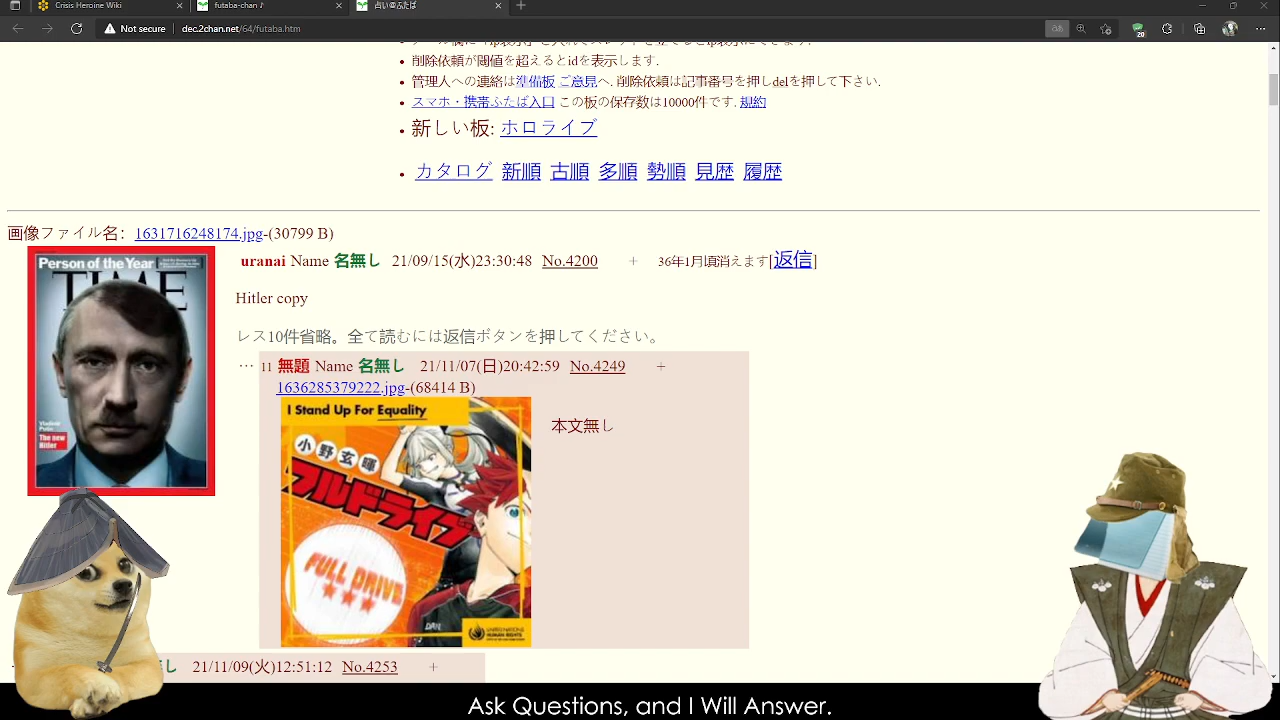 Crisis Heroine Wiki
futaba-chan 7
Not secure
dec.2chan.net/64/futaba.htm
削除依頼が閾値を超えるとidを表示します.
管理人への連絡は準備板 ご意見へ. 削除依頼は記事番号を押しdelを押して下さい.
スマホ・携帯ふたば入口 この板の保存数は10000件です. 規約
新しい板: ホロライブ
カタログ 新順 古順 多順 勢順 見歴 履歴
画像ファイル名：1631716248174.jpg-(30799 B)
Person of the Year
TIME
Vladimir
Putin
The new
Hitler
uranai Name 名無し 21/09/15(水)23:30:48 No.4200 + 36年1月頃消えます[返信]
Hitler copy
レス10件省略。全て読むには返信ボタンを押してください。
… 11 無題 Name 名無し 21/11/07(日)20:42:59 No.4249 +
1636285379222.jpg-(68414 B)
I Stand Up For Equality
小野玄暉
フルドライブ
FULL DRIVE
UNITED NATIONS
HUMAN RIGHTS
本文無し
し 21/11/09(火)12:51:12 No.4253 +
Ask Questions, and I Will Answer.